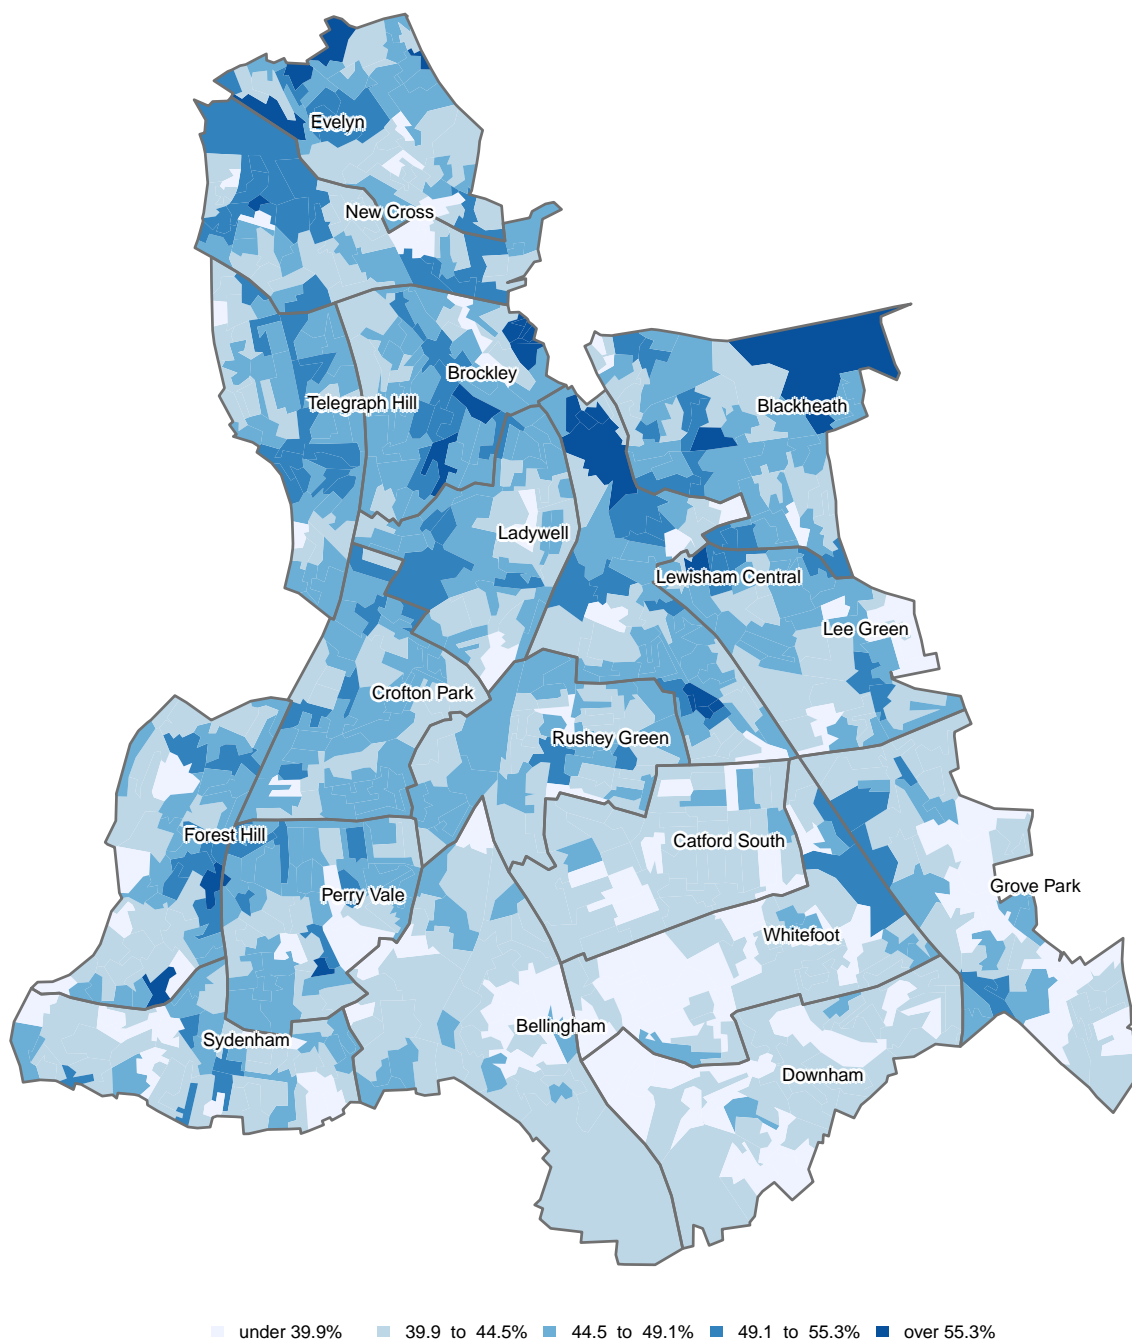 Evelyn
New Cross
Brockley
Telegraph Hill
Blackheath
Ladywell
Lewisham Central
Lee Green
Crofton Park
Rushey Green
Forest Hill
Catford South
Perry Vale
Grove Park
Whitefoot
Bellingham
Sydenham
Downham
under 39.9% 39.9 to 44.5% 44.5 to 49.1% 49.1 to 55.3% over 55.3%